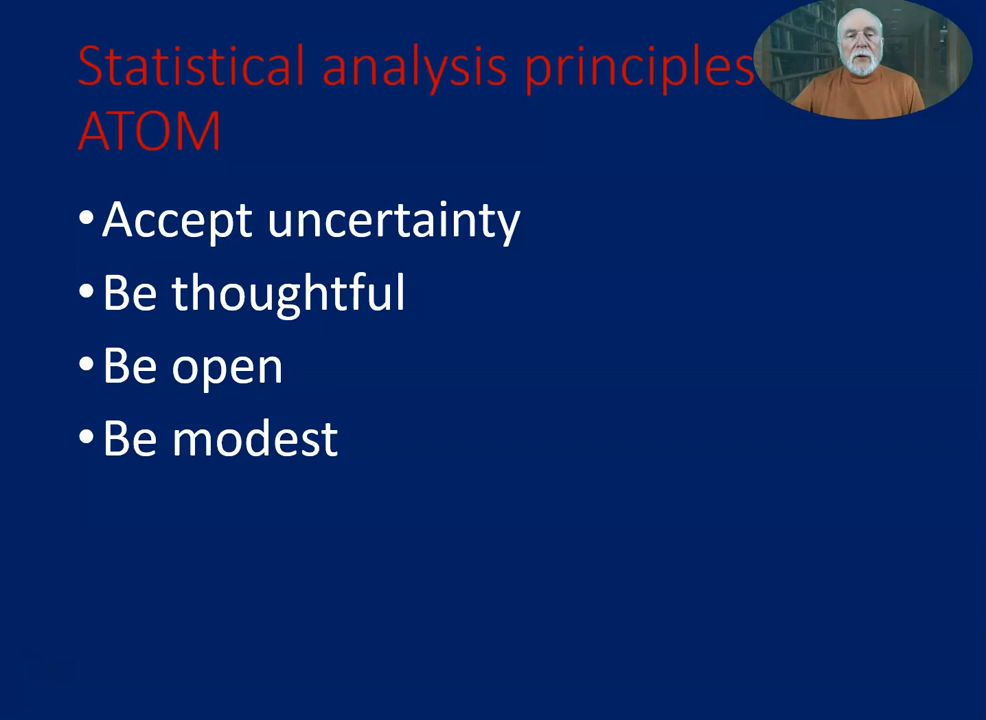 Statistical analysis principles
ATOM
•Accept uncertainty
•Be thoughtful
•Be open
•Be modest